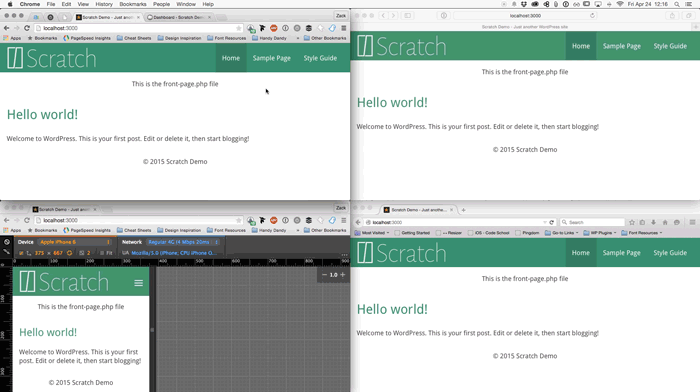 Chrome File Edit View History Bookmarks People Window Help
Fri Apr 24 12:16
Scratch Demo - Just anoth
Dashboard - Scratch Demo
Zack
localhost:3000
Apps
Bookmarks
PageSpeed Insights
Cheat Sheets
Important
Font Resources
Handy Dandy
»
Other Bookmarks
Scratch
Home
Sample Page
Style Guide
This is the front-page.php file
Hello world!
Welcome to WordPress. This is your first post. Edit or delete it, then start blogging!
© 2015 Scratch Demo
localhost:3000
Scratch Demo - Just Another WordPress site
Scratch
Home
Sample Page
Style Guide
This is the front-page.php file
Hello world!
Welcome to WordPress. This is your first post. Edit or delete it, then start blogging!
© 2015 Scratch Demo
Scratch Demo - Just anoth
Zack
localhost:3000
Apps
Bookmarks
PageSpeed Insights
Cheat Sheets
Important
Font Resources
Handy Dandy
»
Other Bookmarks
Device Apple iPhone 6
Network Regular 4G (4 Mbps 20ms)
375 × 667
2
Fit
UA Mozilla/5.0 (iPhone; CPU iPhone O
0 100 200 300 400 500 600 700 800 900
Scratch
− 1.0 +
This is the front-page.php file
Hello world!
Welcome to WordPress. This is your first
post. Edit or delete it, then start blogging!
© 2015 Scratch Demo
Scratch Demo - Just anothe...
localhost:3000
Search
Most Visited
Getting Started
Inspiration
iOS - Code School
Pingdom
WP Plugins
Font Resources
Scratch
Home
Sample Page
Style Guide
This is the front-page.php file
Hello world!
Welcome to WordPress. This is your first post. Edit or delete it, then start blogging!
© 2015 Scratch Demo